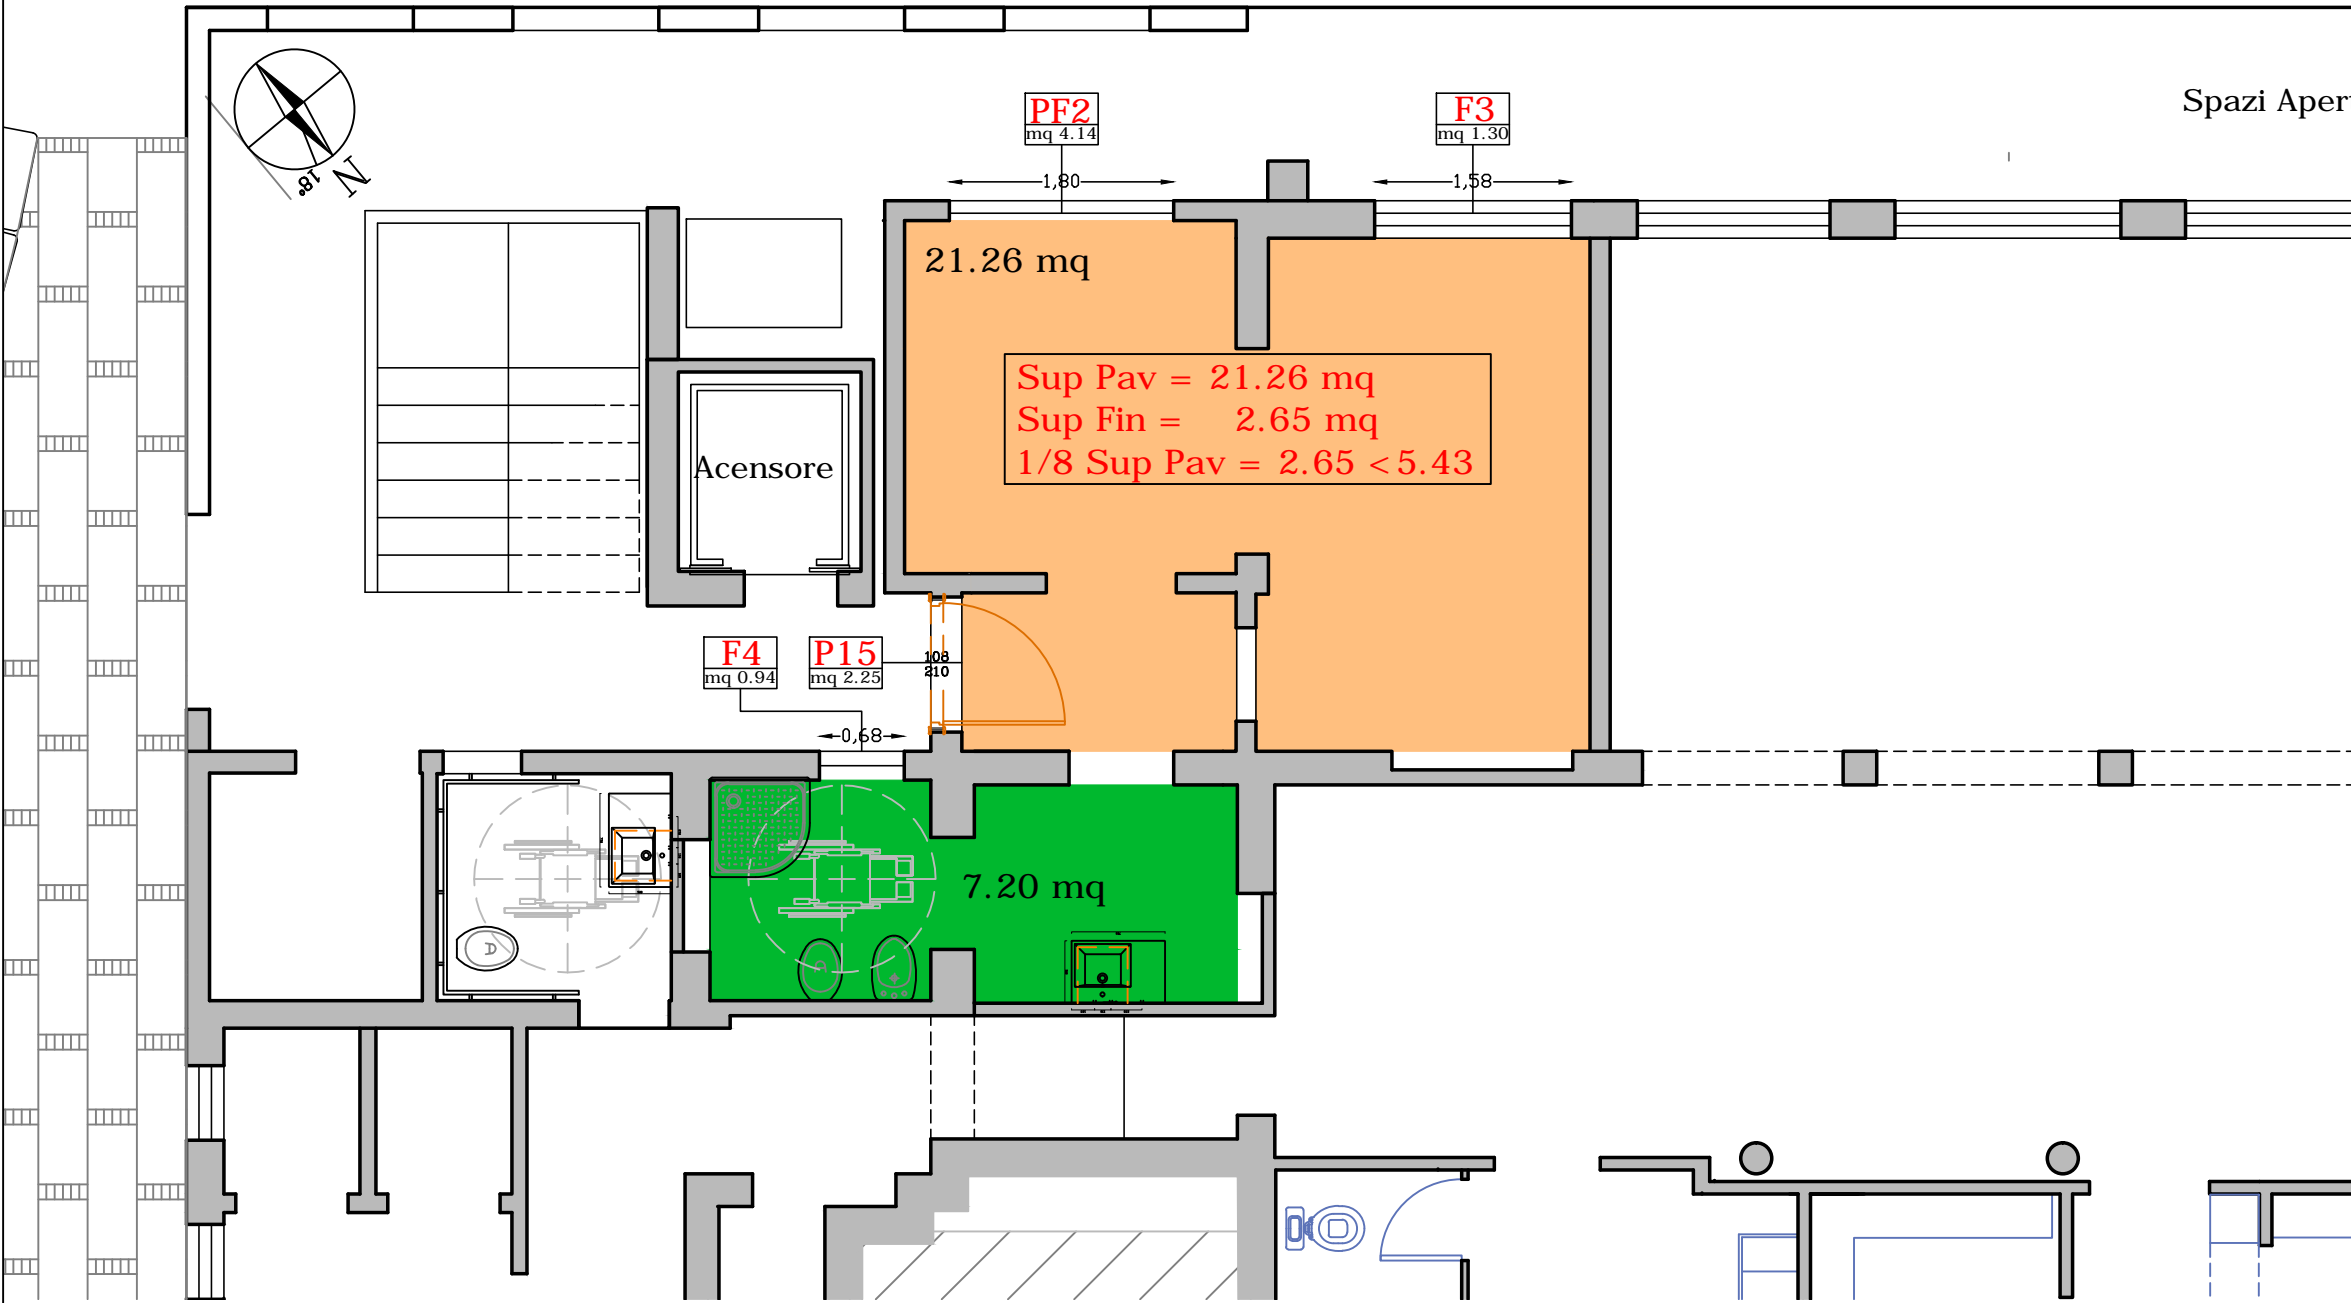 Spazi Aper
PF2
mq 4.14
F3
mq 1.30
N
18°
1,80
1,58
21.26 mq
Sup Pav = 21.26 mq
Sup Fin = 2.65 mq
1/8 Sup Pav = 2.65 < 5.43
Acensore
F4
mq 0.94
P15
mq 2.25
108
210
0,68
7.20 mq